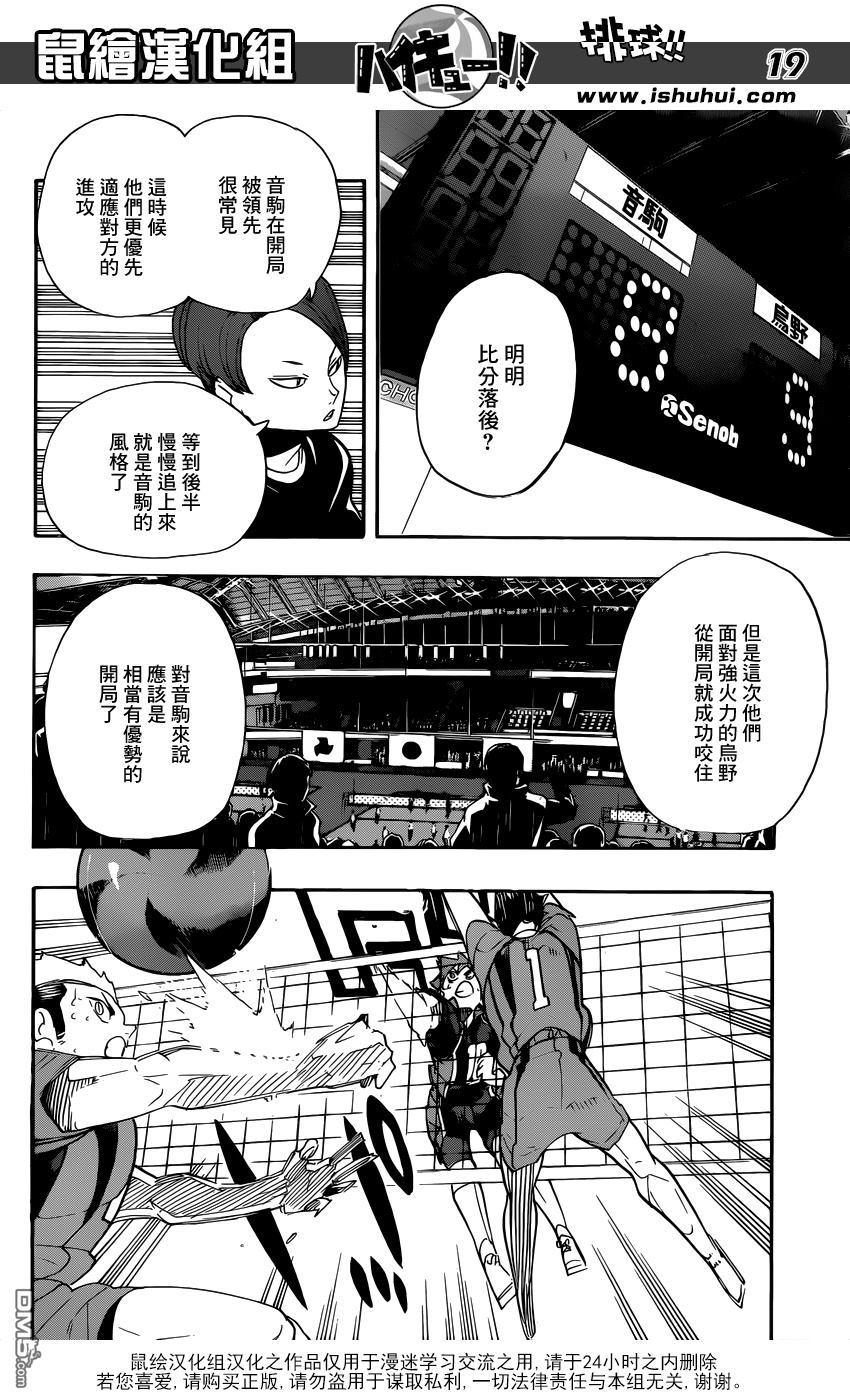 鼠繪漢化組
ハイキュー!!
排球!!
19
www.ishuhui.com
音駒
烏野
8
9
Senoh
明明
比分落後?
音駒在開局
被領先
很常見
這時候
他們更優先
適應對方的
進攻
等到後半
慢慢追上來
就是音駒的
風格了
但是這次他們
面對強火力的烏野
從開局就成功咬住
對音駒來說
應該是
相當有優勢的
開局了
1
鼠绘汉化组汉化之作品仅用于漫迷学习交流之用,请于24小时之内删除
若您喜爱,请购买正版,请勿盗用于谋取私利,一切法律责任与本组无关,谢谢。